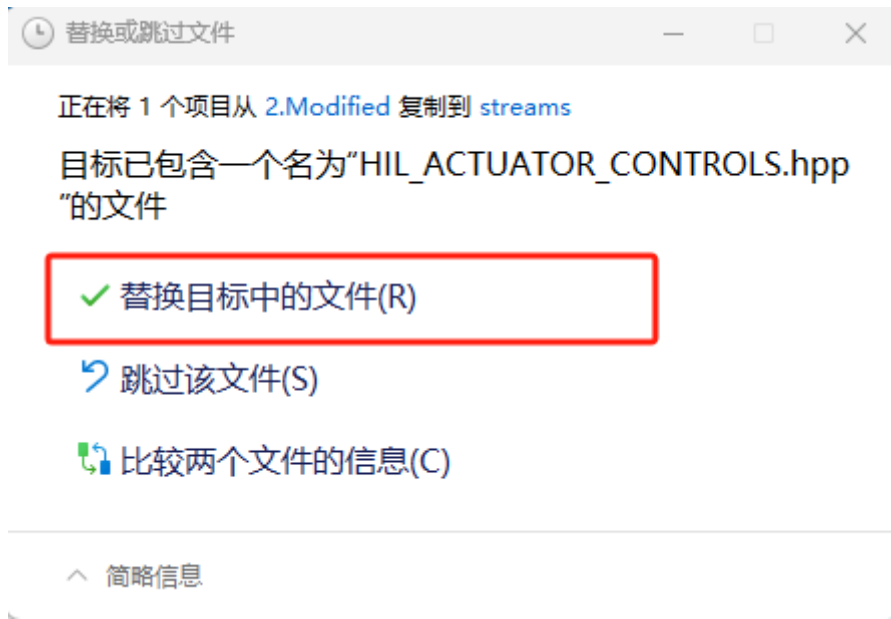 替换或跳过文件
正在将 1 个项目从 2.Modified 复制到 streams
目标已包含一个名为"HIL_ACTUATOR_CONTROLS.hpp
"的文件
替换目标中的文件(R)
跳过该文件(S)
比较两个文件的信息(C)
简略信息